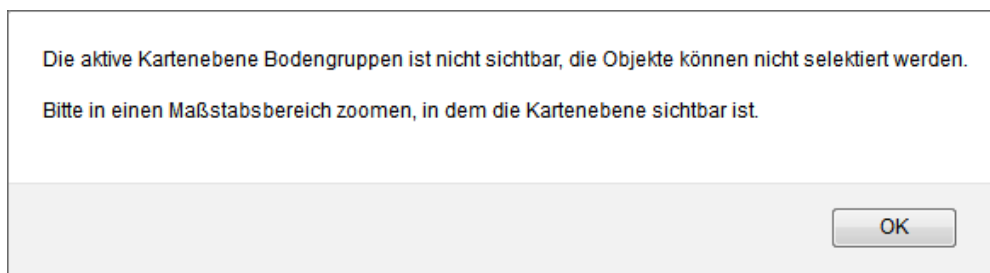 Die aktive Kartenebene Bodengruppen ist nicht sichtbar, die Objekte können nicht selektiert werden.
Bitte in einen Maßstabsbereich zoomen, in dem die Kartenebene sichtbar ist.
OK